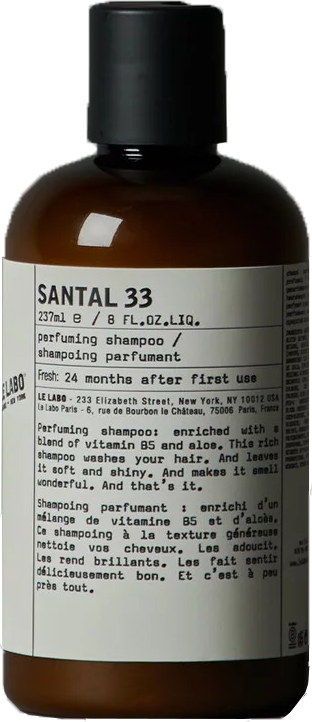 SANTAL 33
237ml ℮ / 8 FL.OZ.LIQ.
perfuming shampoo /
shampoing parfumant
Fresh: 24 months after first use
LE LABO - 233 Elizabeth Street, New York, NY 10012 USA
Le Labo Paris - 6, rue de Bourbon le Château, 75006 Paris, France
Perfuming shampoo: enriched with a
blend of vitamin B5 and aloe. This rich
shampoo washes your hair. And leaves
it soft and shiny. And makes it smell
wonderful. And that's it.
Shampoing parfumant : enrichi d'un
mélange de vitamine B5 et d'aloès.
Ce shampoing à la texture généreuse
nettoie vos cheveux. Les adoucit.
Les rend brillants. Les fait sentir
délicieusement bon. Et c'est à peu
près tout.
LE LABO